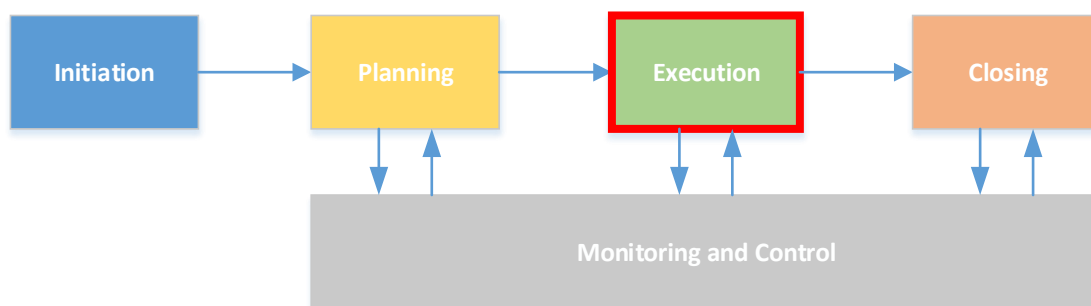 Initiation
Planning
Execution
Closing
Monitoring and Control